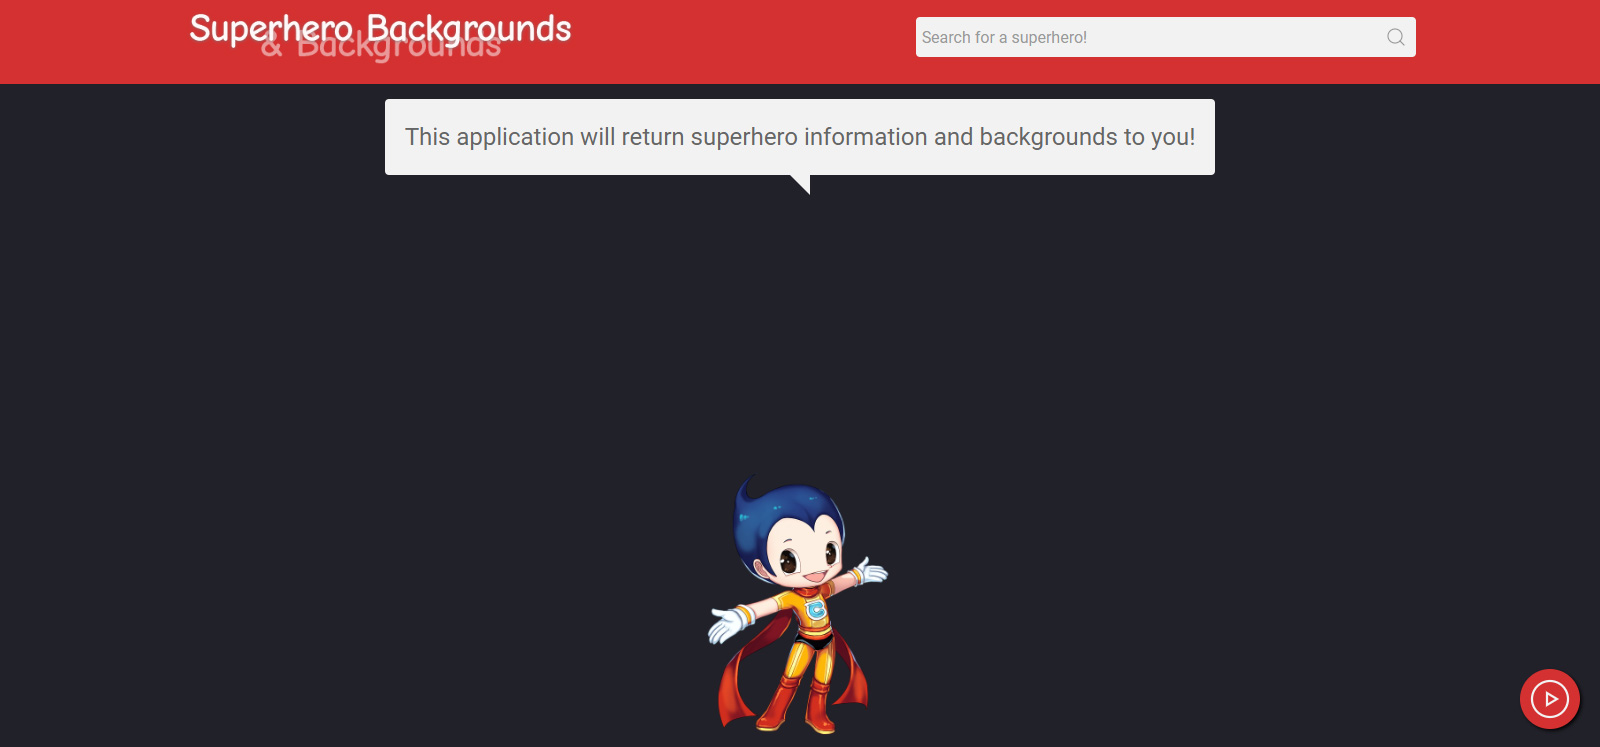 Superhero Backgrounds
& Backgrounds
Search for a superhero!
This application will return superhero information and backgrounds to you!
C